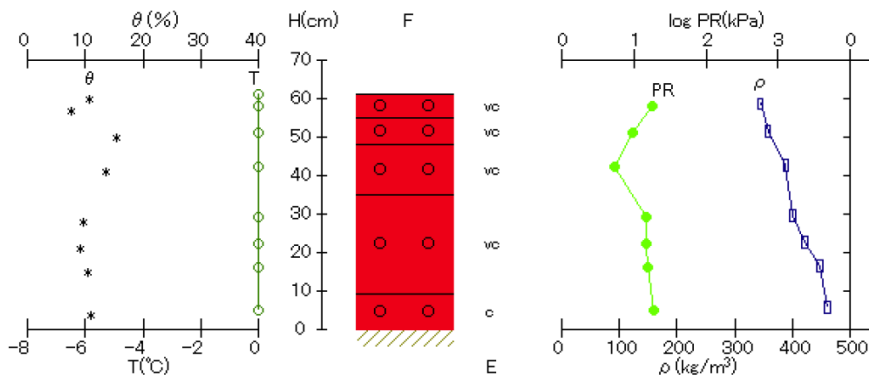 θ (%) H(cm) F log PR(kPa)
0 10 20 30 40 70 0 1 2 3 0
θ T PR ρ
60 vc
50 vc
40 vc
30
20 vc
10
0 c
-8 -6 -4 -2 0 0 100 200 300 400 500
T(°C) E ρ (kg/m³)